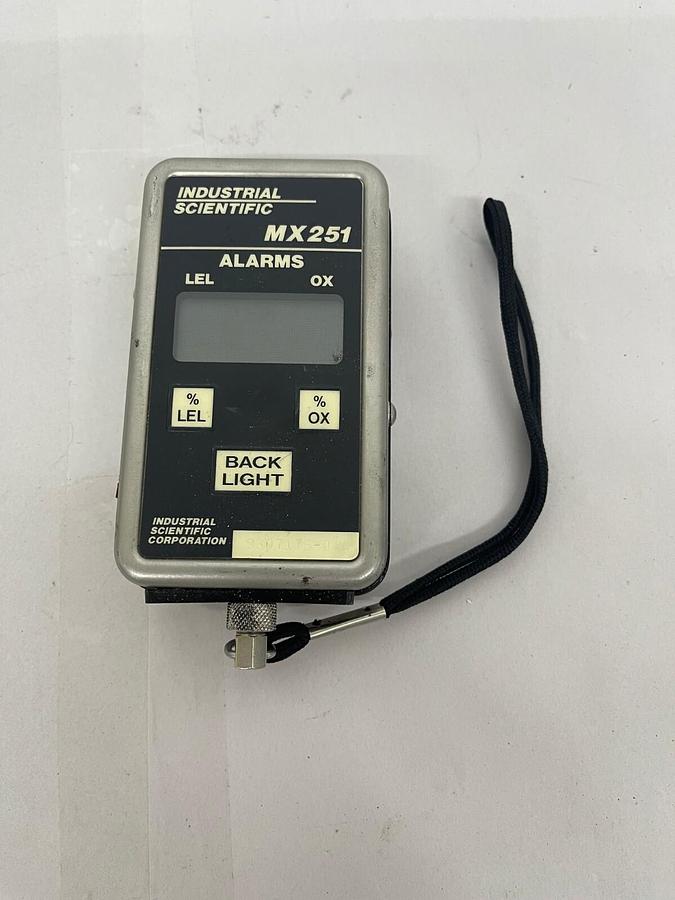 INDUSTRIAL
SCIENTIFIC
MX251
ALARMS
LEL OX
%
LEL
%
OX
BACK
LIGHT
INDUSTRIAL
SCIENTIFIC
CORPORATION